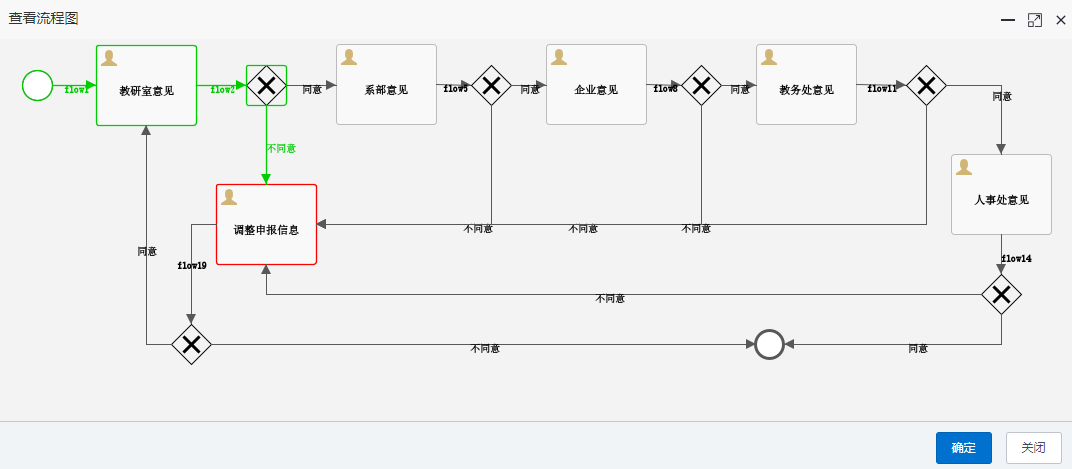 查看流程图
flow1
教研室意见
flow2
同意
系部意见
flow5
同意
企业意见
flow8
同意
教务处意见
flow11
同意
不同意
调整申报信息
不同意
不同意
不同意
人事处意见
同意
flow19
flow14
不同意
不同意
同意
确定
关闭